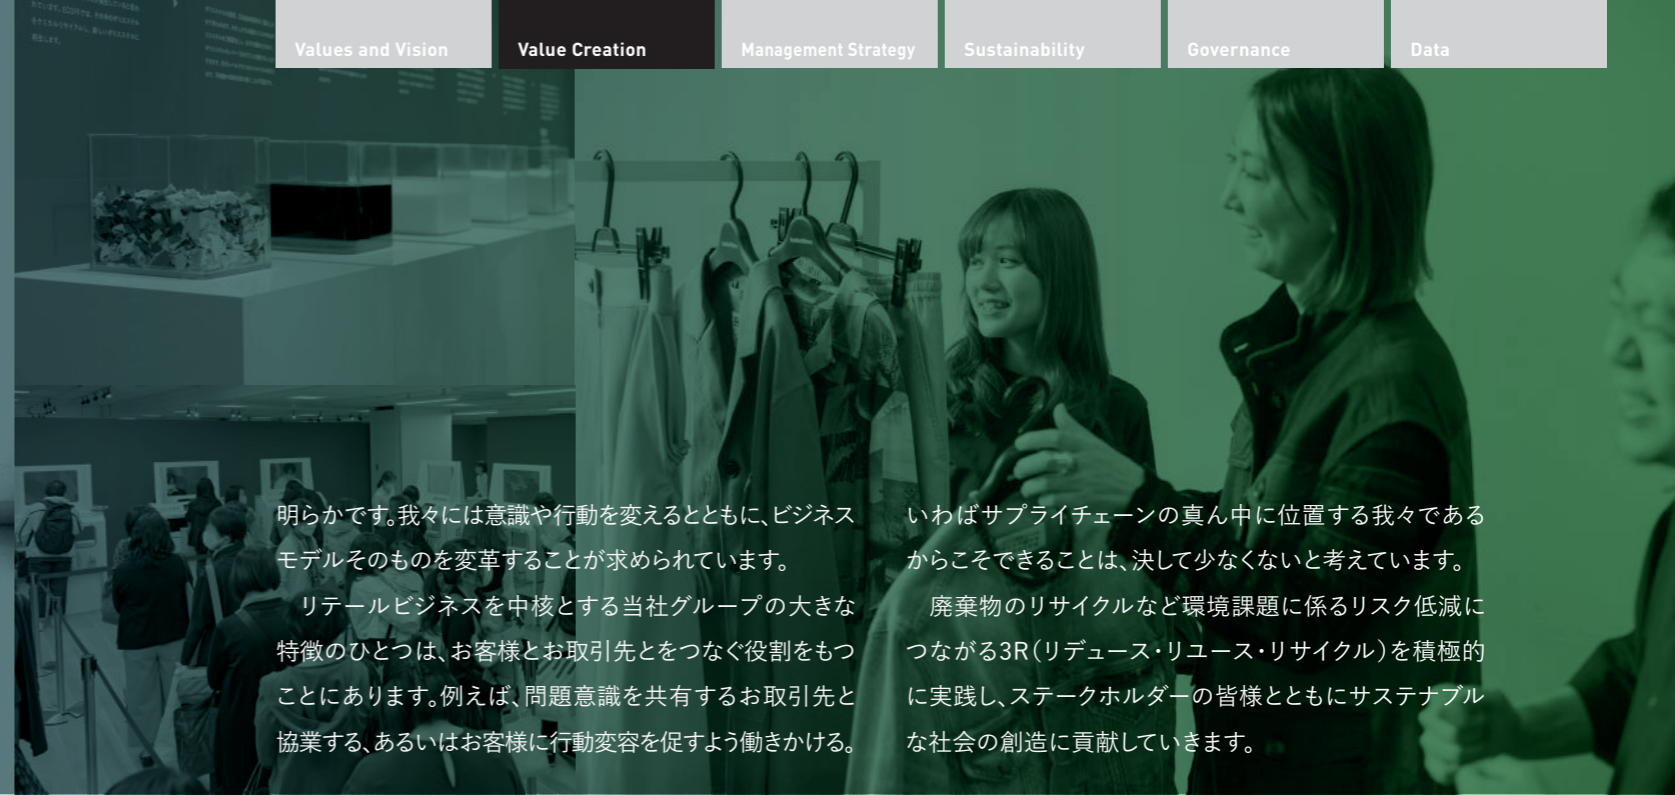 Values and Vision
Value Creation
Management Strategy
Sustainability
Governance
Data
明らかです。我々には意識や行動を変えるとともに、ビジネス
モデルそのものを変革することが求められています。
リテールビジネスを中核とする当社グループの大きな
特徴のひとつは、お客様とお取引先とをつなぐ役割をもつ
ことにあります。例えば、問題意識を共有するお取引先と
協業する、あるいはお客様に行動変容を促すよう働きかける。
いわばサプライチェーンの真ん中に位置する我々である
からこそできることは、決して少なくないと考えています。
廃棄物のリサイクルなど環境課題に係るリスク低減に
つながる3R（リデュース・リユース・リサイクル）を積極的
に実践し、ステークホルダーの皆様とともにサステナブル
な社会の創造に貢献していきます。